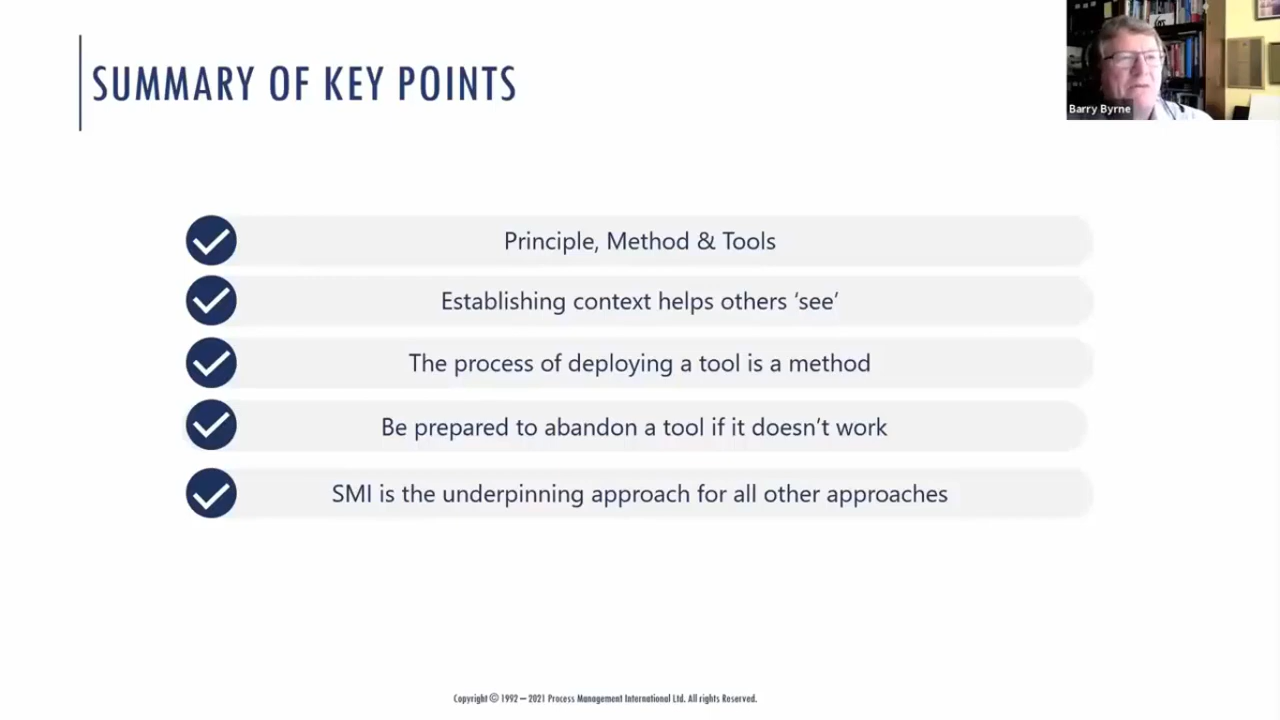 SUMMARY OF KEY POINTS
Barry Byrne
Principle, Method & Tools
Establishing context helps others ‘see’
The process of deploying a tool is a method
Be prepared to abandon a tool if it doesn’t work
SMI is the underpinning approach for all other approaches
Copyright © 1992 – 2021 Process Management International Ltd. All rights Reserved.